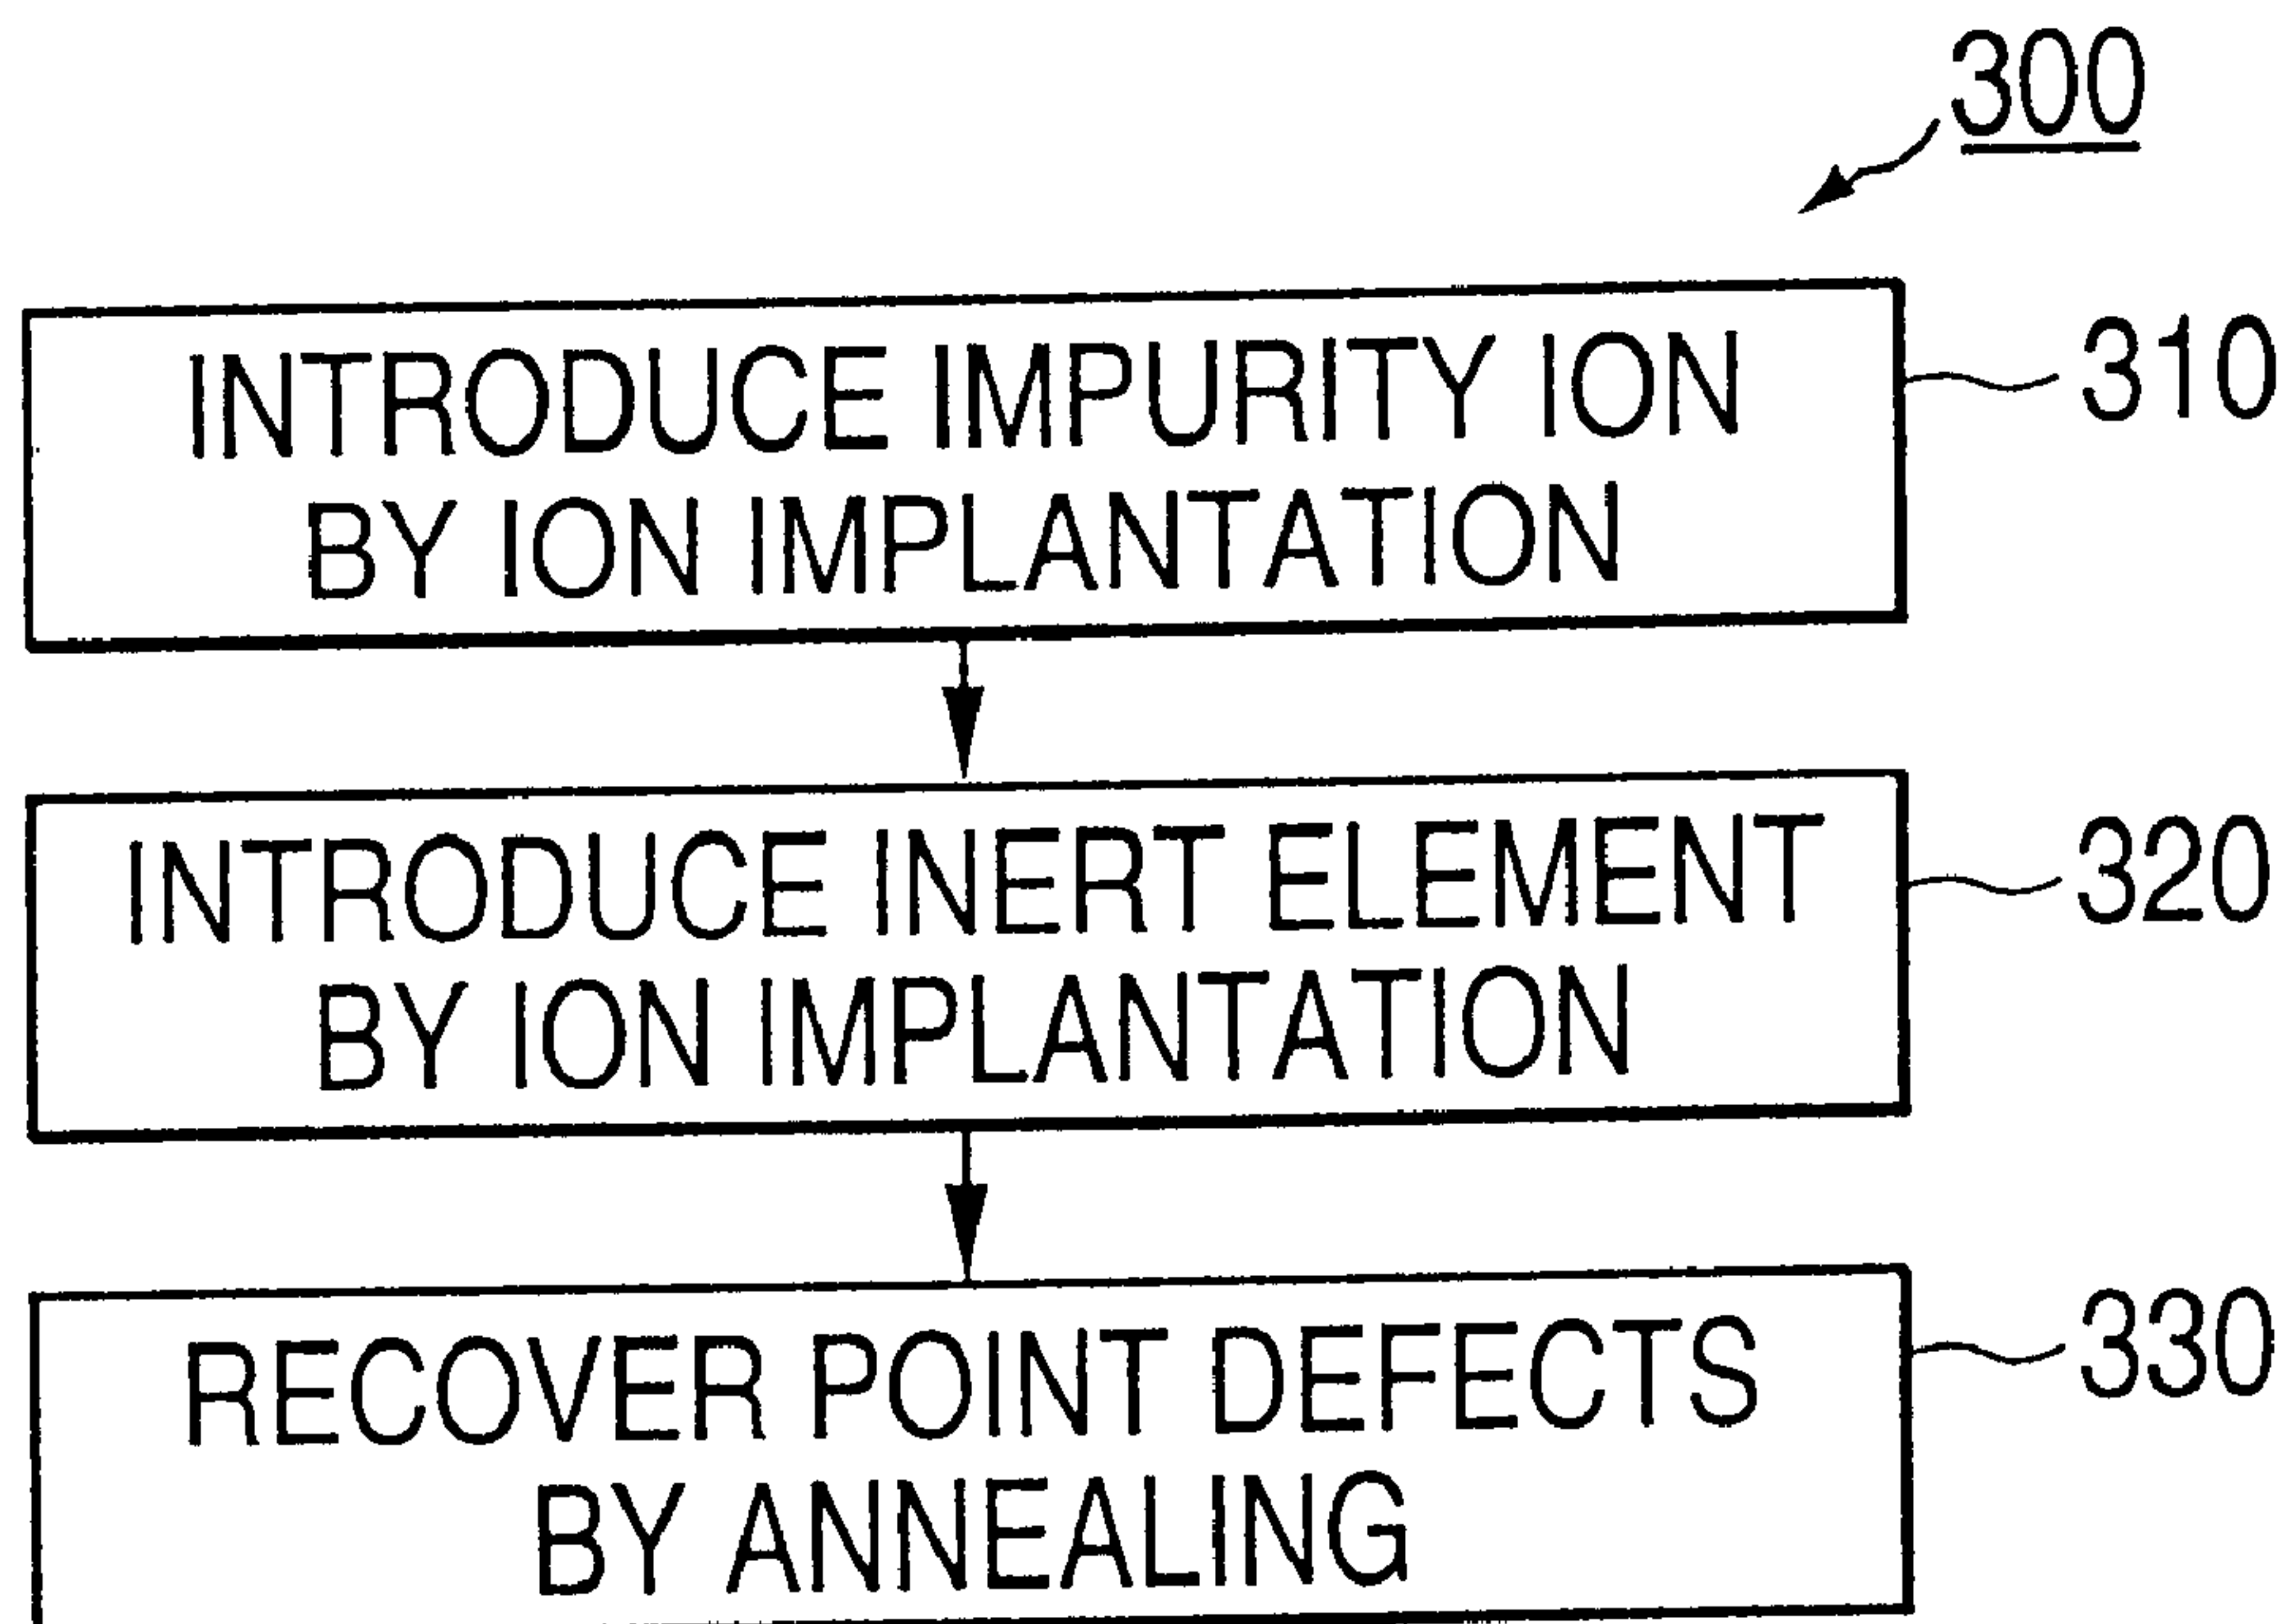 300
INTRODUCE IMPURITY ION
BY ION IMPLANTATION
310
INTRODUCE INERT ELEMENT
BY ION IMPLANTATION
320
RECOVER POINT DEFECTS
BY ANNEALING
330